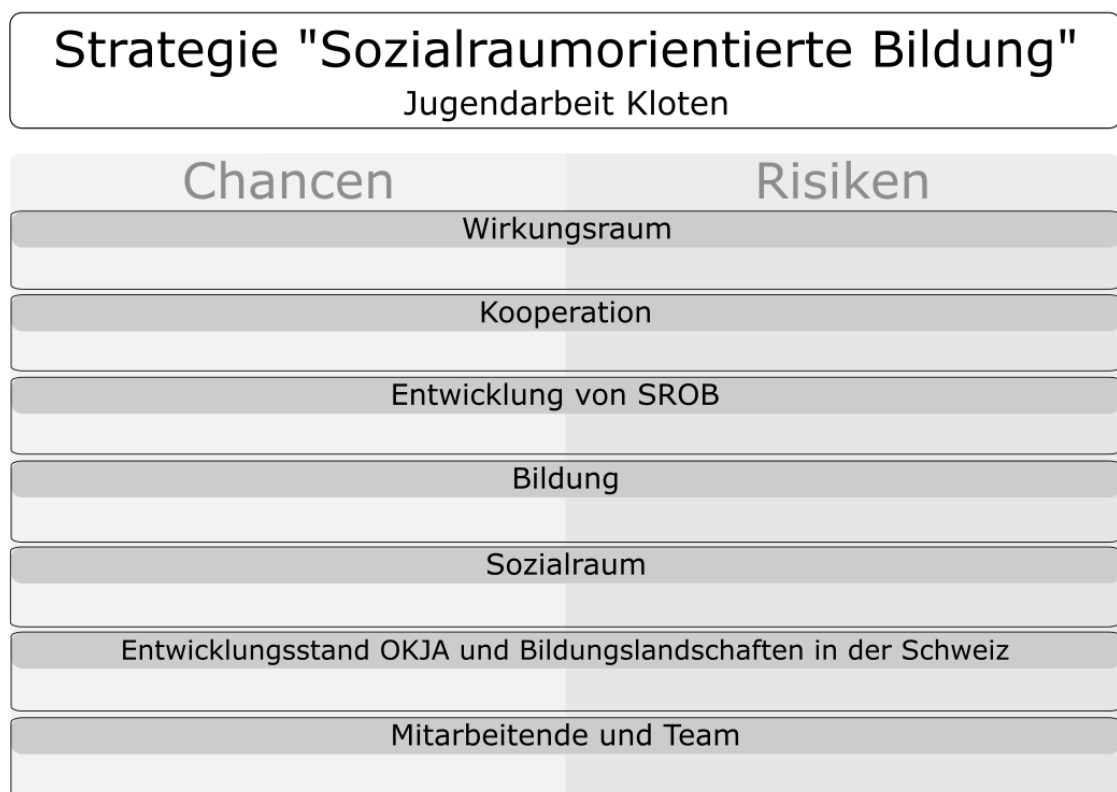 Strategie "Sozialraumorientierte Bildung"
Jugendarbeit Kloten
Chancen
Risiken
Wirkungsraum
Kooperation
Entwicklung von SROB
Bildung
Sozialraum
Entwicklungsstand OKJA und Bildungslandschaften in der Schweiz
Mitarbeitende und Team